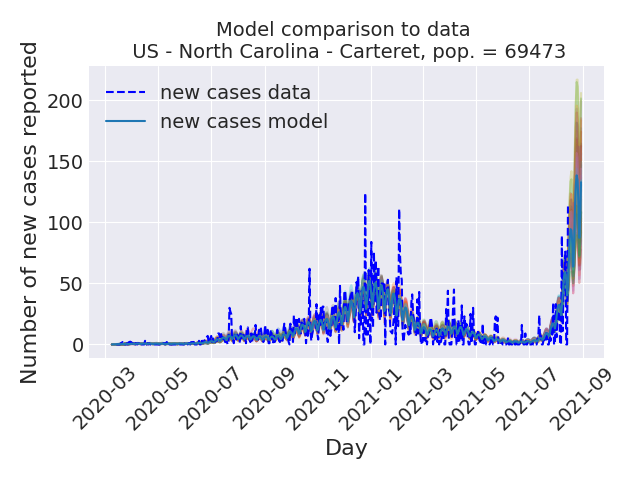 Model comparison to data
US - North Carolina - Carteret, pop. = 69473
Number of new cases reported
200
150
100
50
0
new cases data
new cases model
2020-03
2020-05
2020-07
2020-09
2020-11
2021-01
2021-03
2021-05
2021-07
2021-09
Day